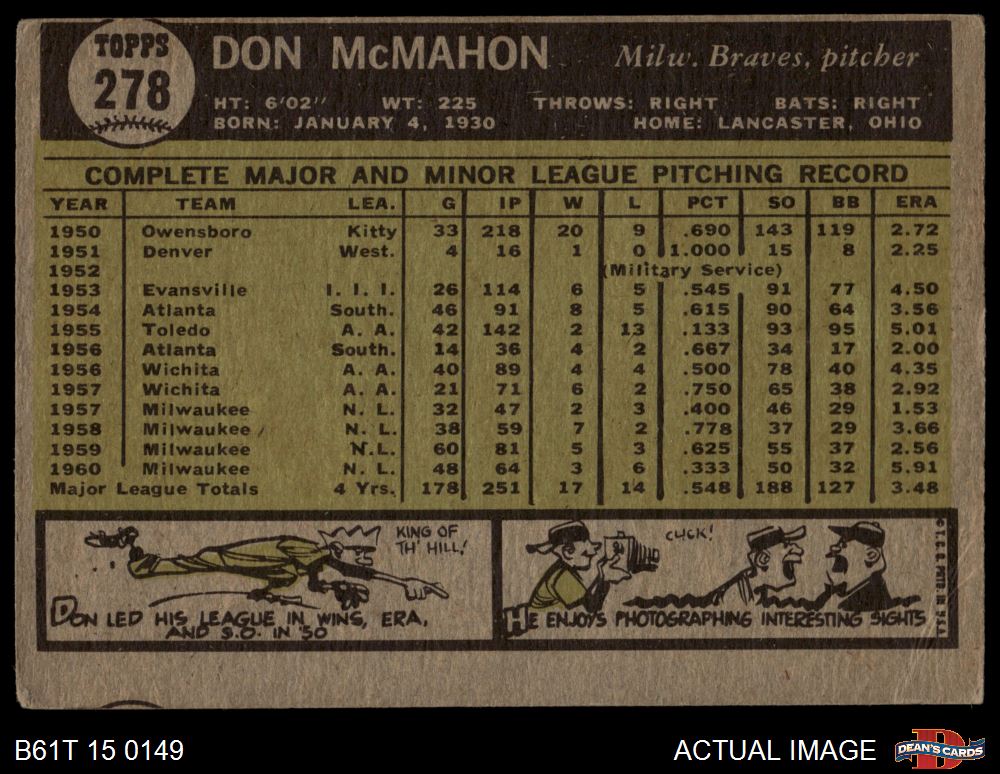 TOPPS
278
DON McMAHON
Milw. Braves, pitcher
HT: 6'02" WT: 225 THROWS: RIGHT BATS: RIGHT
BORN: JANUARY 4, 1930 HOME: LANCASTER, OHIO
COMPLETE MAJOR AND MINOR LEAGUE PITCHING RECORD
YEAR TEAM LEA. G IP W L PCT SO BB ERA
1950 Owensboro Kitty 33 218 20 9 .690 143 119 2.72
1951 Denver West. 4 16 1 0 1.000 15 8 2.25
1952 (Military Service)
1953 Evansville I. I. I. 26 114 6 5 .545 91 77 4.50
1954 Atlanta South. 46 91 8 5 .615 90 64 3.56
1955 Toledo A. A. 42 142 2 13 .133 93 95 5.01
1956 Atlanta South. 14 36 4 2 .667 34 17 2.00
1956 Wichita A. A. 40 89 4 4 .500 78 40 4.35
1957 Wichita A. A. 21 71 6 2 .750 65 38 2.92
1957 Milwaukee N. L. 32 47 2 3 .400 46 29 1.53
1958 Milwaukee N. L. 38 59 7 2 .778 37 29 3.66
1959 Milwaukee N.L. 60 81 5 3 .625 55 37 2.56
1960 Milwaukee N. L. 48 64 3 6 .333 50 32 5.91
Major League Totals 4 Yrs. 178 251 17 14 .548 188 127 3.48
KING OF
TH' HILL!
DON LED HIS LEAGUE IN WINS, ERA,
AND S.O. IN '50
CLICK!
HE ENJOYS PHOTOGRAPHING INTERESTING SIGHTS
© T.C.G. PRTD. IN U.S.A.
B61T 15 0149
ACTUAL IMAGE
D
DEAN'S CARDS